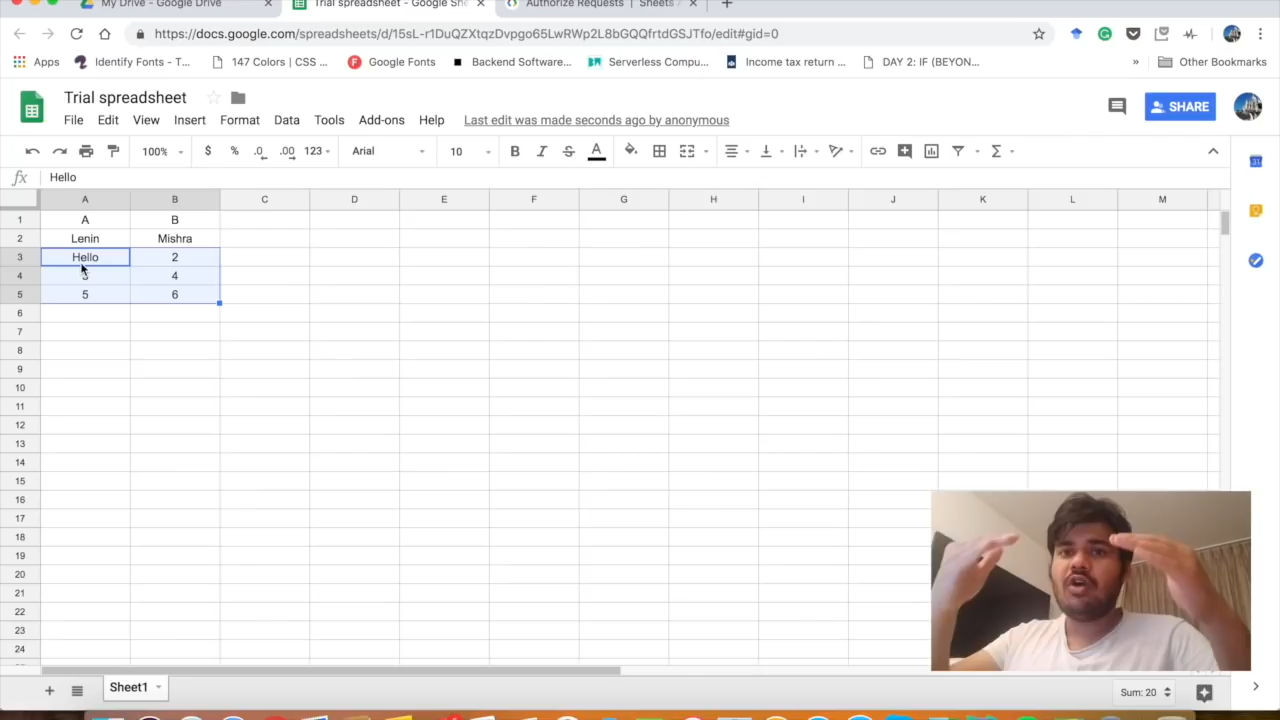 My Drive - Google Drive
Trial spreadsheet - Google She
Authorize Requests | Sheets A
https://docs.google.com/spreadsheets/d/15sL-r1DuQZXtqzDvpgo65LwRWp2L8bGQQfrtdGSJTfo/edit#gid=0
Apps Identify Fonts - T... 147 Colors | CSS ... Google Fonts Backend Software... Serverless Compu... Income tax return ... DAY 2: IF (BEYON... » Other Bookmarks
Trial spreadsheet
SHARE
File Edit View Insert Format Data Tools Add-ons Help Last edit was made seconds ago by anonymous
100% $ % .0 .00 123 Arial 10 B I S A Σ
fx Hello
A B C D E F G H I J K L M
1 A B
2 Lenin Mishra
3 Hello 2
4 3 4
5 5 6
6
7
8
9
10
11
12
13
14
15
16
17
18
19
20
21
22
23
24
Sheet1
Sum: 20